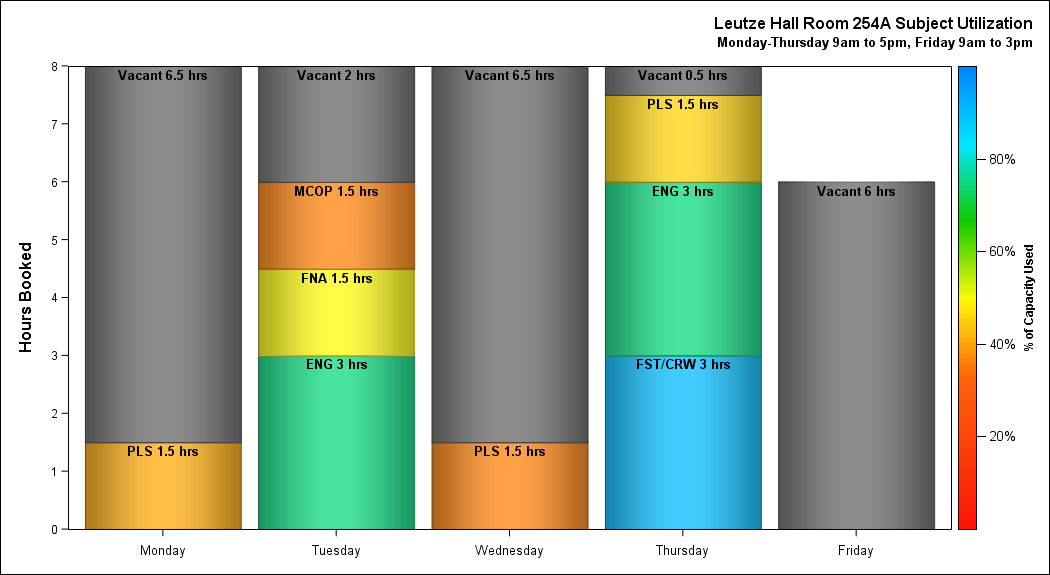 Leutze Hall Room 254A Subject Utilization
Monday-Thursday 9am to 5pm, Friday 9am to 3pm
Hours Booked
8
7
6
5
4
3
2
1
0
Vacant 6.5 hrs
PLS 1.5 hrs
Vacant 2 hrs
MCOP 1.5 hrs
FNA 1.5 hrs
ENG 3 hrs
Vacant 6.5 hrs
PLS 1.5 hrs
Vacant 0.5 hrs
PLS 1.5 hrs
ENG 3 hrs
FST/CRW 3 hrs
Vacant 6 hrs
Monday
Tuesday
Wednesday
Thursday
Friday
80%
60%
40%
20%
% of Capacity Used